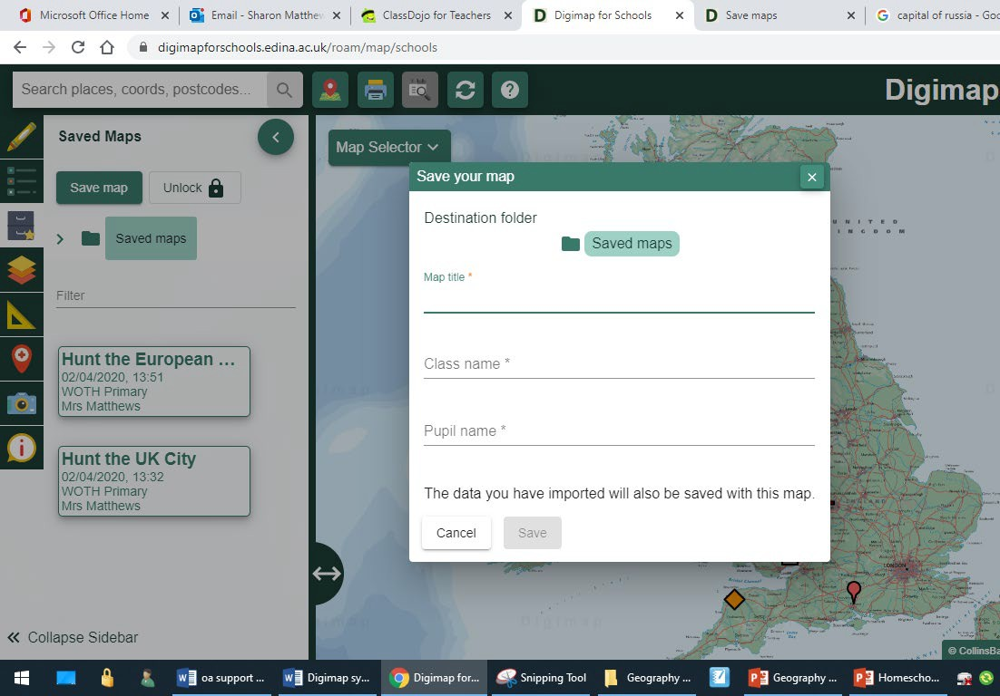 Microsoft Office Home
Email - Sharon Matthew
ClassDojo for Teachers
Digimap for Schools
Save maps
capital of russia - Goo
digimapforschools.edina.ac.uk/roam/map/schools
Search places, coords, postcodes...
Digimap
Saved Maps
Map Selector
Save map
Unlock
Saved maps
Filter
Hunt the European ...
02/04/2020, 13:51
WOTH Primary
Mrs Matthews
Hunt the UK City
02/04/2020, 13:32
WOTH Primary
Mrs Matthews
Collapse Sidebar
Save your map
Destination folder
Saved maps
Map title *
Class name *
Pupil name *
The data you have imported will also be saved with this map.
Cancel
Save
UNITED
INGDOM
ENGLAND
LONDON
Bristol Channel
Digimap
Digimap
© CollinsBa
oa support ...
Digimap sy...
Digimap for...
Snipping Tool
Geography ...
Geography ...
Homescho...